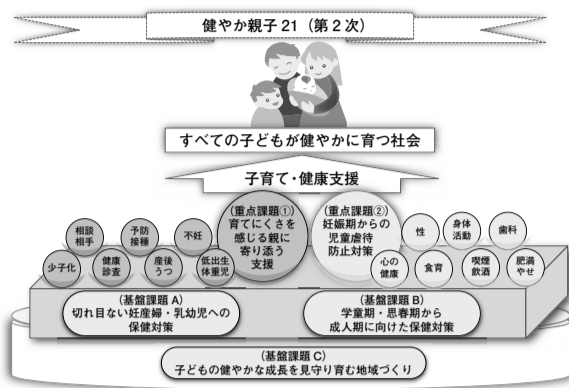 健やか親子21（第2次）
すべての子どもが健やかに育つ社会
子育て・健康支援
（重点課題①）
育てにくさを
感じる親に
寄り添う
支援
（重点課題②）
妊娠期からの
児童虐待
防止対策
相談
相手
予防
接種
不妊
少子化
健康
診査
産後
うつ
低出生
体重児
性
身体
活動
歯科
心の
健康
食育
喫煙
飲酒
肥満
やせ
（基盤課題A）
切れ目ない妊産婦・乳幼児への
保健対策
（基盤課題B）
学童期・思春期から
成人期に向けた保健対策
（基盤課題C）
子どもの健やかな成長を見守り育む地域づくり